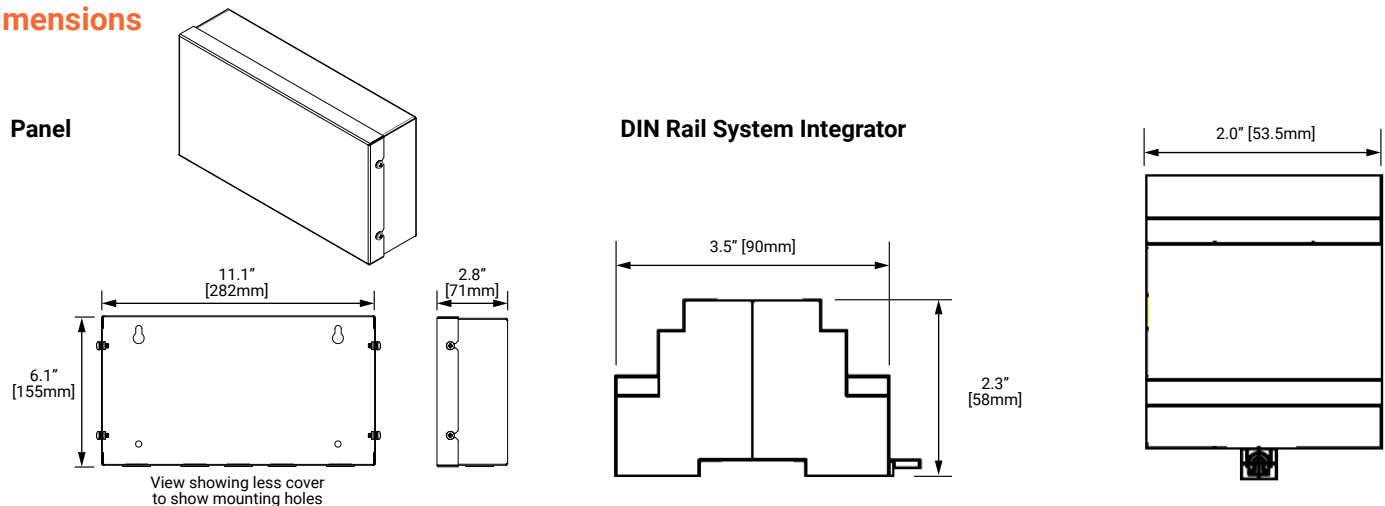 imensions
Panel
DIN Rail System Integrator
2.0” [53.5mm]
3.5” [90mm]
11.1”
[282mm]
2.8”
[71mm]
6.1”
[155mm]
2.3”
[58mm]
View showing less cover
to show mounting holes